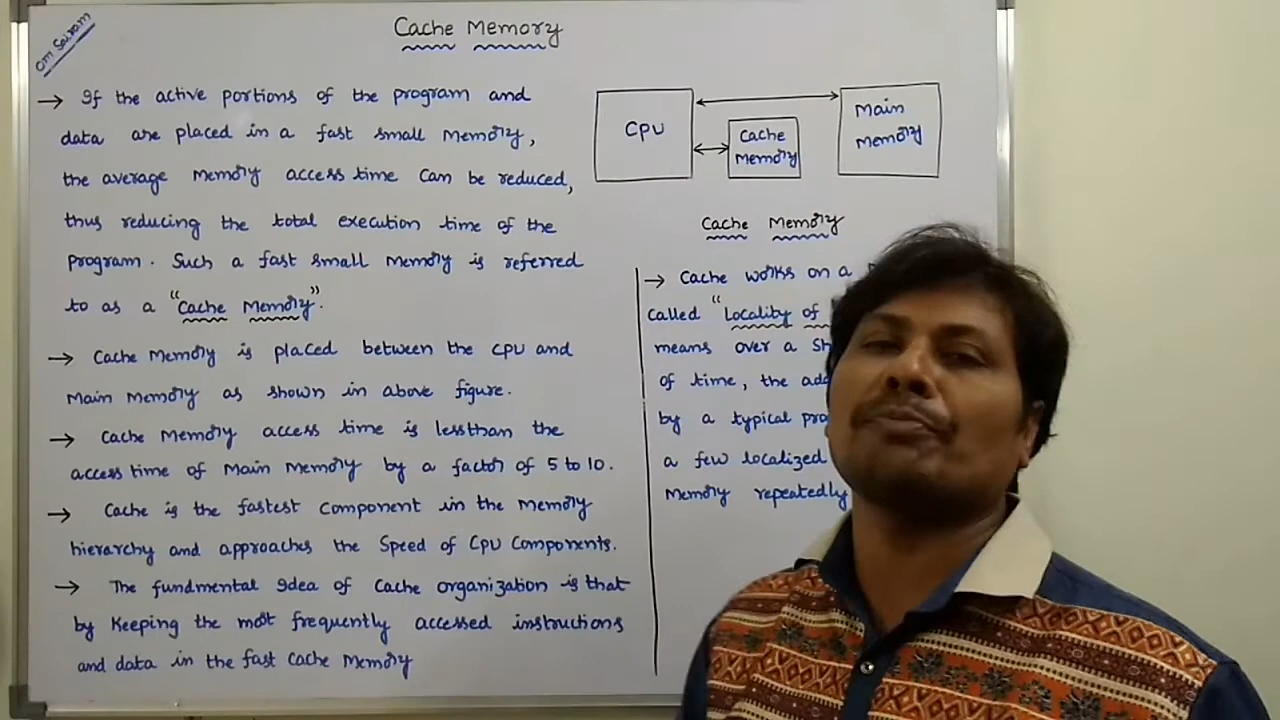 Om Sairam
Cache Memory
→ If the active portions of the program and
data are placed in a fast small memory,
the average memory access time can be reduced,
thus reducing the total execution time of the
program. Such a fast small memory is referred
to as a "Cache Memory".
→ Cache Memory is placed between the CPU and
Main Memory as shown in above figure.
→ Cache Memory access time is lessthan the
access time of Main Memory by a factor of 5 to 10.
→ Cache is the fastest component in the Memory
hierarchy and approaches the Speed of CPU Components.
→ The fundmental Idea of Cache organization is that
by Keeping the most frequently accessed instructions
and data in the fast Cache Memory
CPU
Cache
Memory
Main
Memory
Cache Memory
→ Cache works on a
called "Locality of
means over a
of time, the
by a typical
a few localized
Memory repeatedly